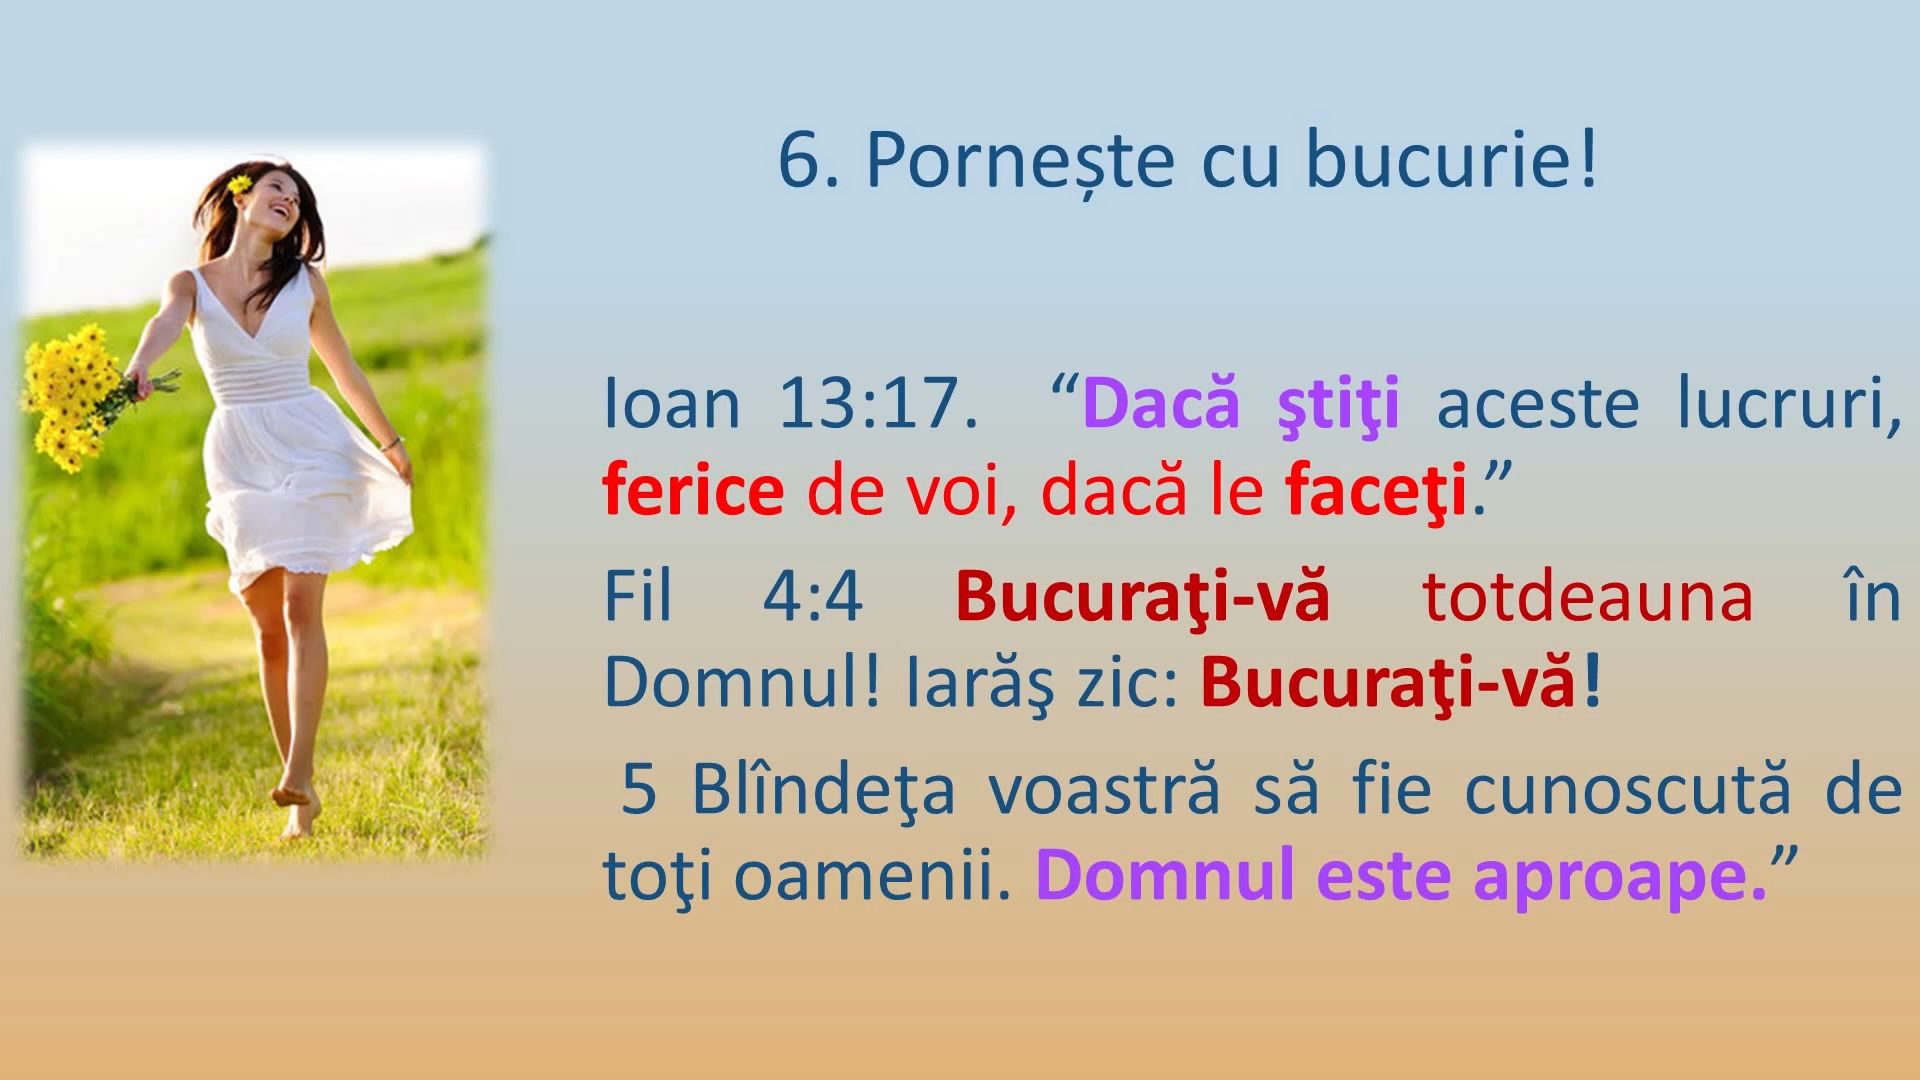 6. Pornește cu bucurie!
Ioan 13:17. “Dacă ştiţi aceste lucruri,
ferice de voi, dacă le faceţi.”
Fil 4:4 Bucuraţi-vă totdeauna în
Domnul! Iarăş zic: Bucuraţi-vă!
5 Blîndeţa voastră să fie cunoscută de
toţi oamenii. Domnul este aproape.”